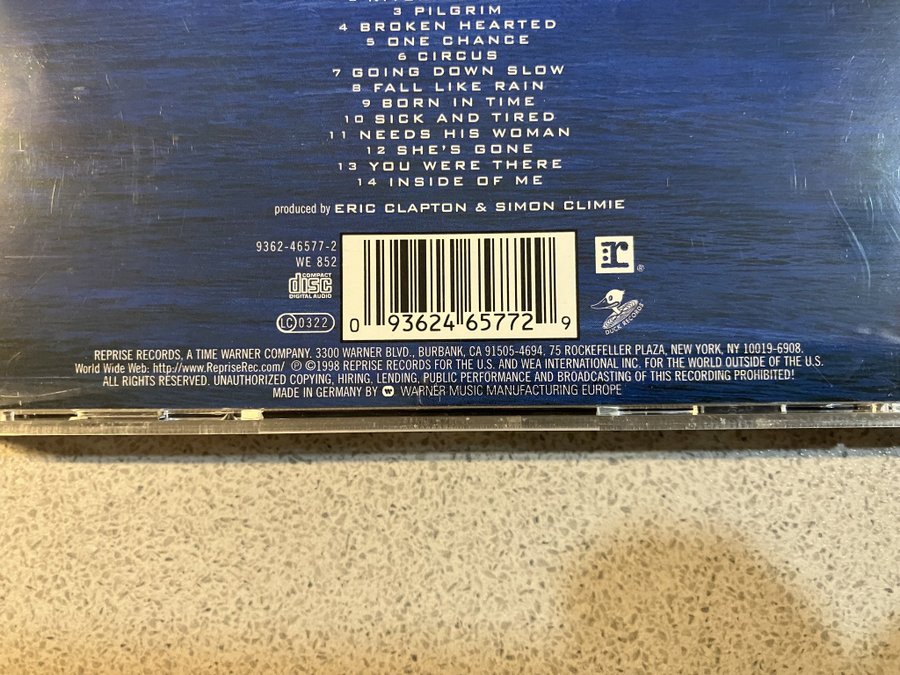 3 PILGRIM
4 BROKEN HEARTED
5 ONE CHANCE
6 CIRCUS
7 GOING DOWN SLOW
8 FALL LIKE RAIN
9 BORN IN TIME
10 SICK AND TIRED
11 NEEDS HIS WOMAN
12 SHE'S GONE
13 YOU WERE THERE
14 INSIDE OF ME
produced by ERIC CLAPTON & SIMON CLIMIE
9362-46577-2
WE 852
COMPACT
disc
DIGITAL AUDIO
LC 0322
0 93624 65772 9
r ®
DUCK RECORDS
REPRISE RECORDS, A TIME WARNER COMPANY. 3300 WARNER BLVD., BURBANK, CA 91505-4694. 75 ROCKEFELLER PLAZA, NEW YORK, NY 10019-6908.
World Wide Web: http://www.RepriseRec.com/ ℗ © 1998 REPRISE RECORDS FOR THE U.S. AND WEA INTERNATIONAL INC. FOR THE WORLD OUTSIDE OF THE U.S.
ALL RIGHTS RESERVED. UNAUTHORIZED COPYING, HIRING, LENDING, PUBLIC PERFORMANCE AND BROADCASTING OF THIS RECORDING PROHIBITED!
MADE IN GERMANY BY WARNER MUSIC MANUFACTURING EUROPE